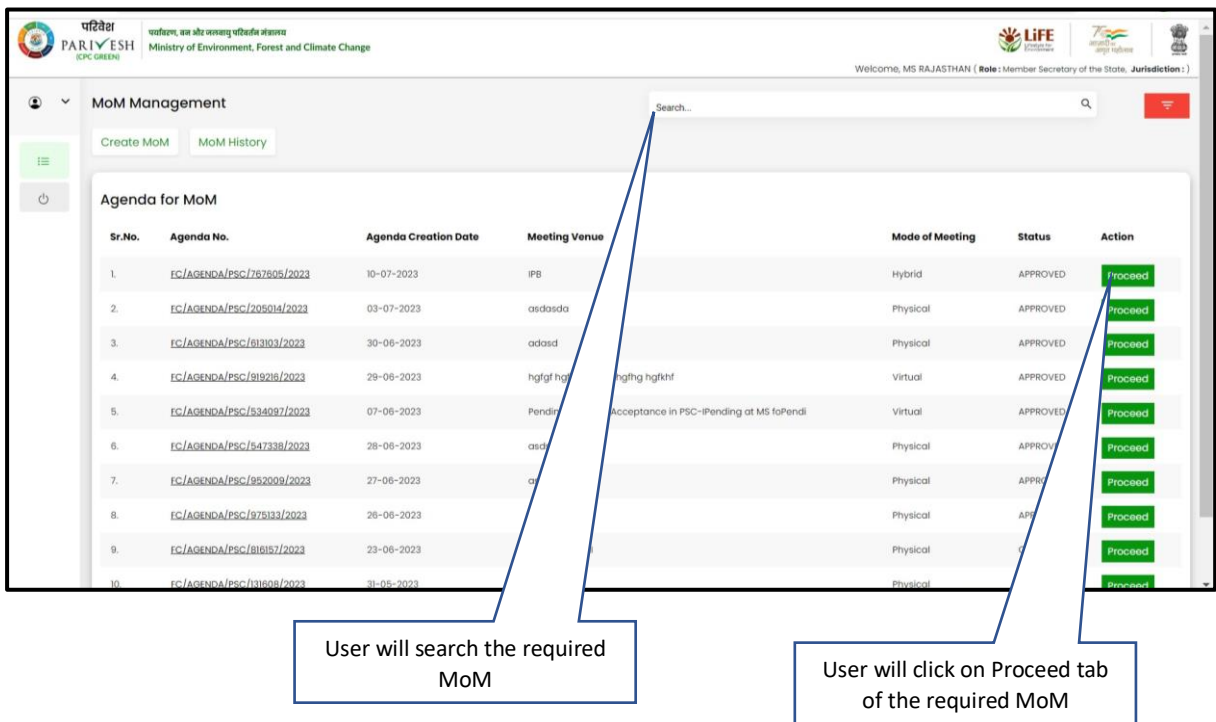 परिवेश
PARIVESH
(CPC GREEN)
पर्यावरण, वन और जलवायु परिवर्तन मंत्रालय
Ministry of Environment, Forest and Climate Change
LiFE
Lifestyle for
Environment
आज़ादी का
अमृत महोत्सव
Welcome, MS RAJASTHAN ( Role : Member Secretary of the State, Jurisdiction : )
MoM Management
Search...
Create MoM MoM History
Agenda for MoM
Sr.No. Agenda No. Agenda Creation Date Meeting Venue Mode of Meeting Status Action
1. FC/AGENDA/PSC/767605/2023 10-07-2023 IPB Hybrid APPROVED Proceed
2. FC/AGENDA/PSC/205014/2023 03-07-2023 asdasda Physical APPROVED Proceed
3. FC/AGENDA/PSC/613103/2023 30-06-2023 adasd Physical APPROVED Proceed
4. FC/AGENDA/PSC/919216/2023 29-06-2023 hgfgf hgfhg hgfkhf Virtual APPROVED Proceed
5. FC/AGENDA/PSC/534097/2023 07-06-2023 Acceptance in PSC-IPending at MS foPendi Virtual APPROVED Proceed
6. FC/AGENDA/PSC/547338/2023 28-06-2023 Physical Proceed
7. FC/AGENDA/PSC/952009/2023 27-06-2023 Physical Proceed
8. FC/AGENDA/PSC/975133/2023 26-06-2023 Physical Proceed
9. FC/AGENDA/PSC/816157/2023 23-06-2023 Physical Proceed
10. FC/AGENDA/PSC/131608/2023 31-05-2023 Physical Proceed
User will search the required
MoM
User will click on Proceed tab
of the required MoM